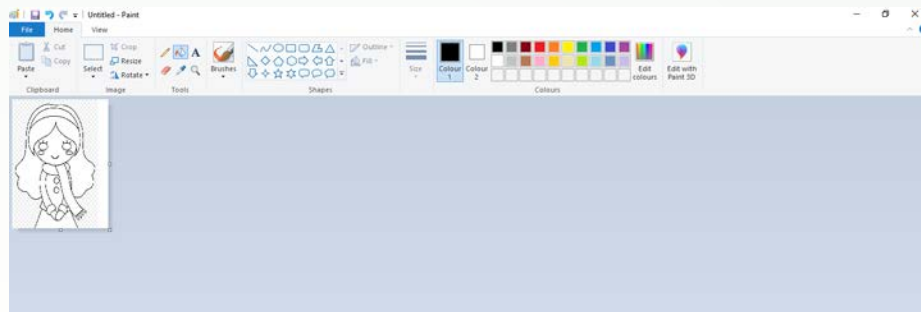 Untitled - Paint
File Home View
Paste
Cut
Copy
Clipboard
Select
Crop
Resize
Rotate
Image
A
Tools
Brushes
Outline
Fill
Shapes
Size
Colour 1
Colour 2
Edit colours
Colours
Edit with Paint 3D